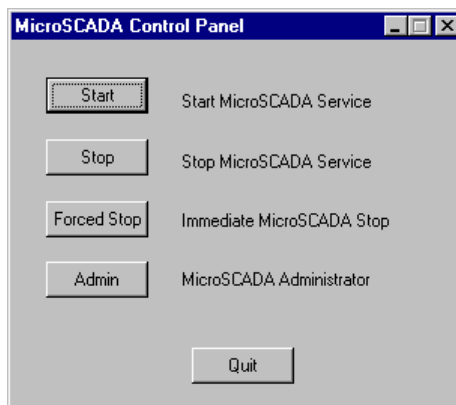 MicroSCADA Control Panel
Start Start MicroSCADA Service
Stop Stop MicroSCADA Service
Forced Stop Immediate MicroSCADA Stop
Admin MicroSCADA Administrator
Quit